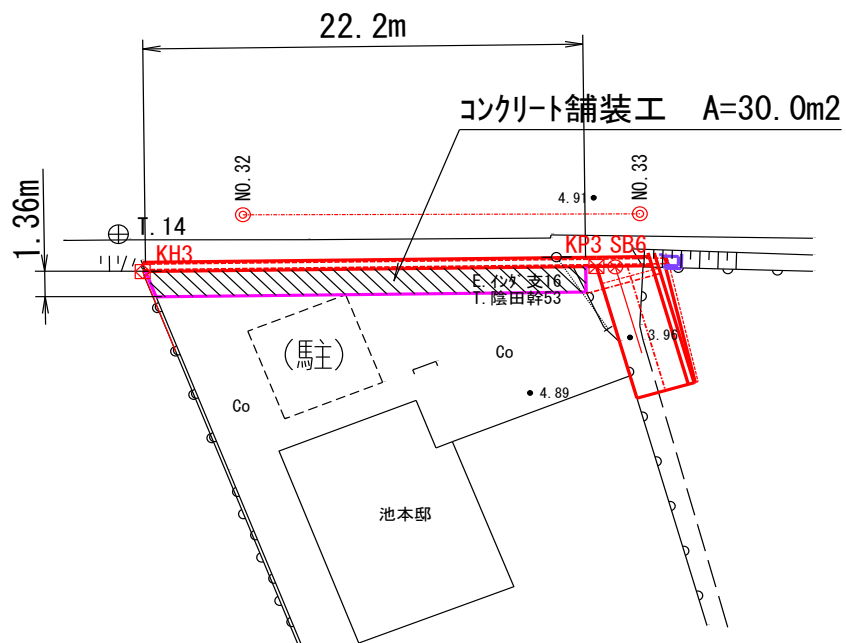 22.2m
コンクリート舗装工 A=30.0m2
1.36m
NO.32
NO.33
4.91
T.14
KH3
KP3 SB6
E.インダ支16
T.陰田幹53
3.96
(駐)
Co
Co
4.89
池本邸